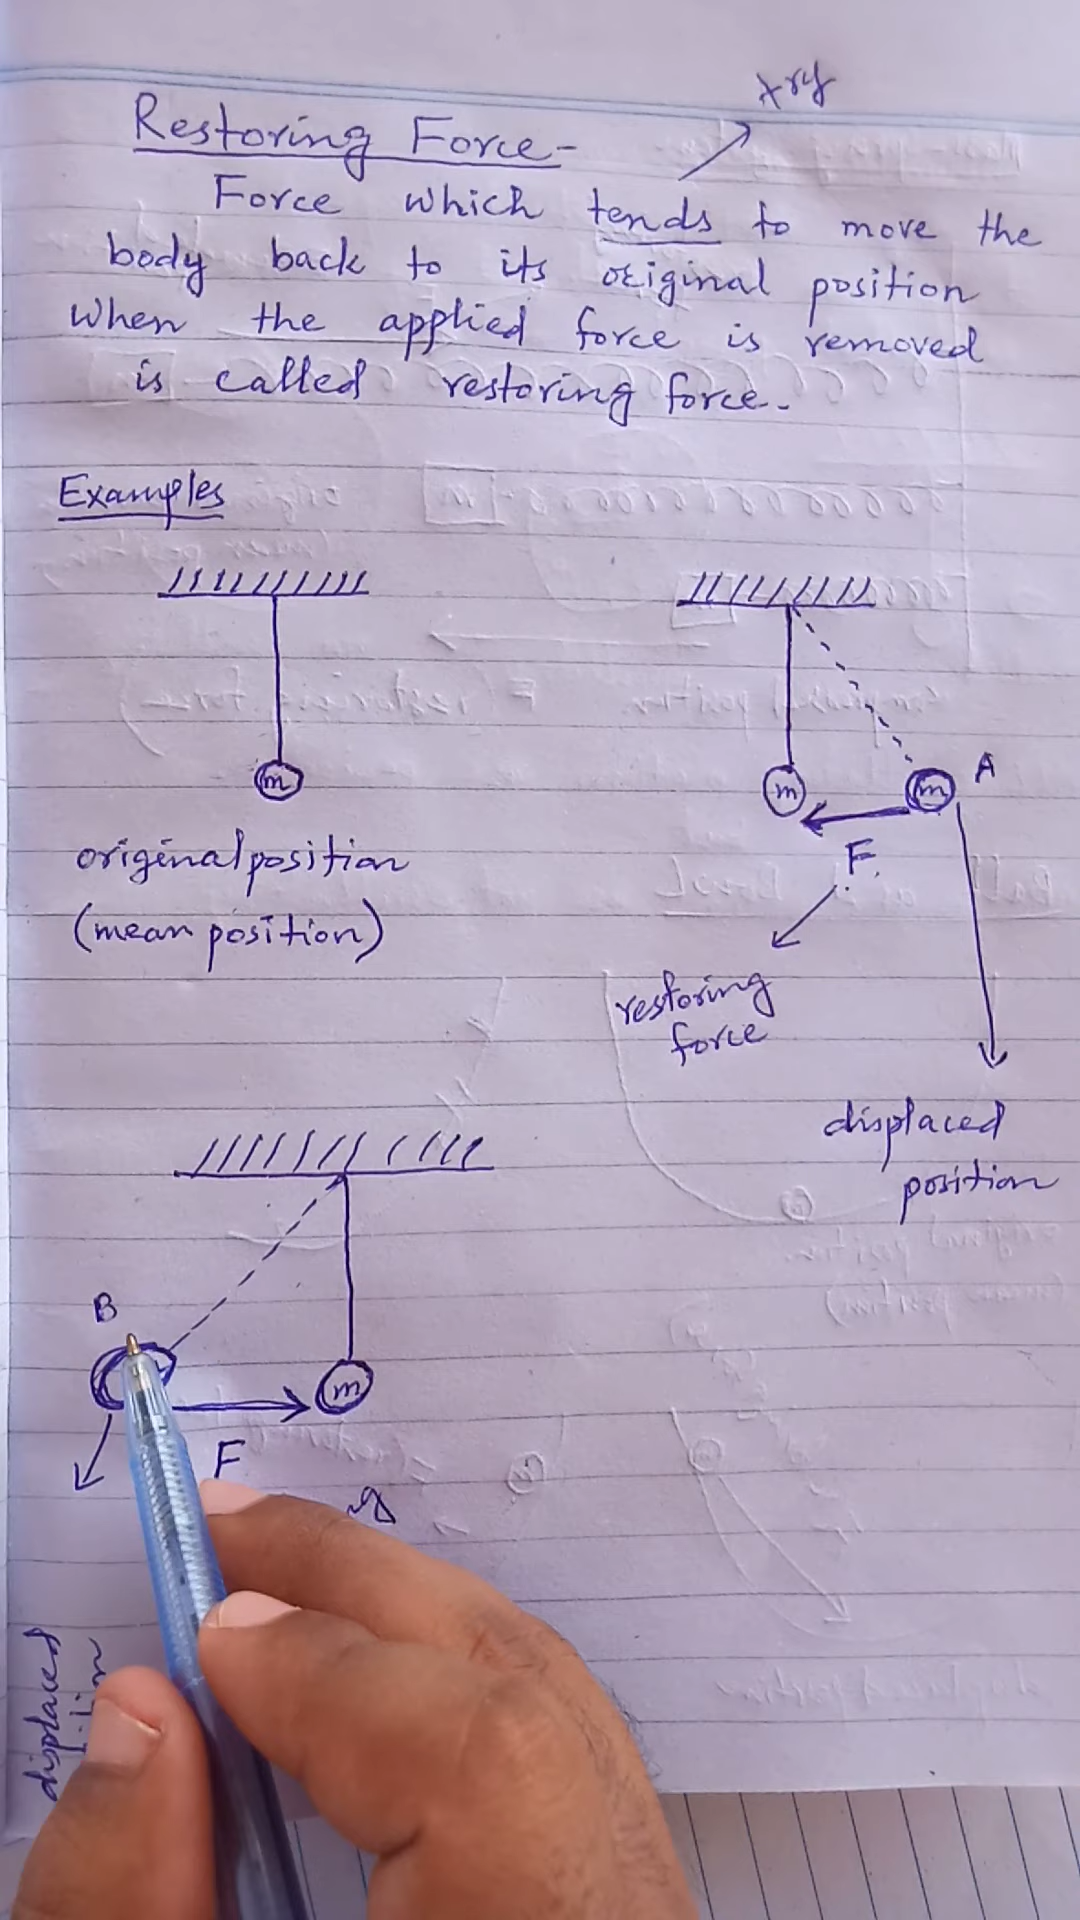 try
Restoring Force-
Force which tends to move the
body back to its original position
when the applied force is removed
is called restoring force.
Examples
m
original position
(mean position)
m
m
A
F
restoring
force
displaced
position
B
m
F
displaced